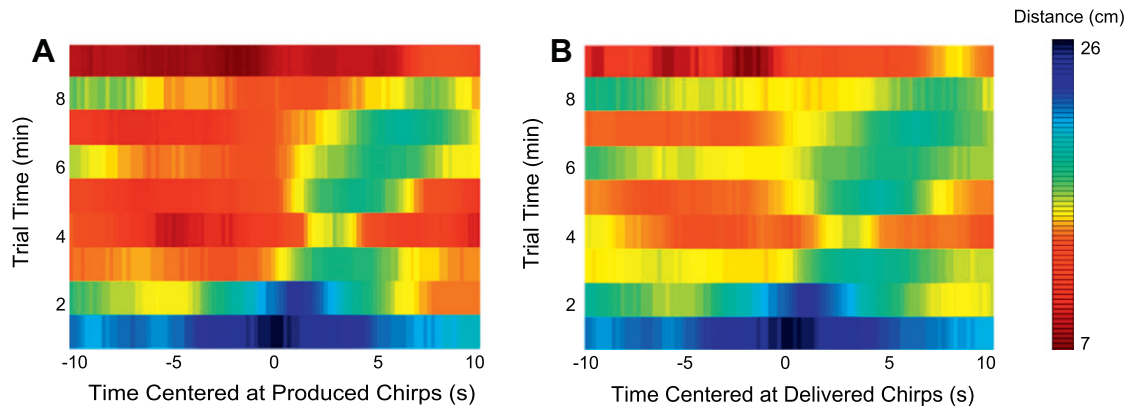 A
B
Distance (cm)
26
7
Trial Time (min)
8
6
4
2
-10 -5 0 5 10
Time Centered at Produced Chirps (s)
Trial Time (min)
8
6
4
2
-10 -5 0 5 10
Time Centered at Delivered Chirps (s)